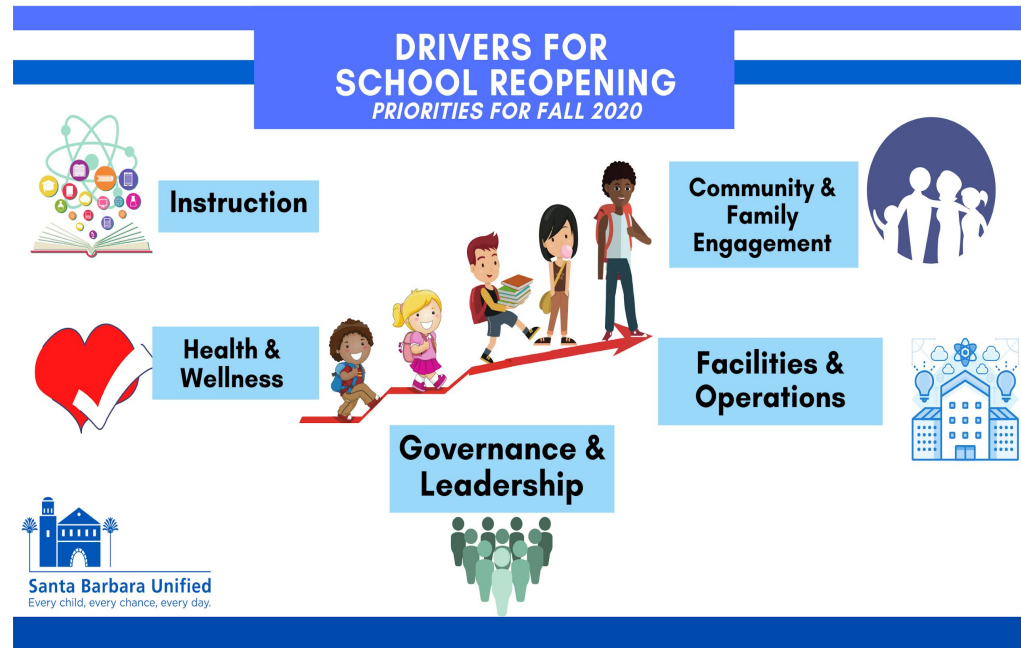 DRIVERS FOR
SCHOOL REOPENING
PRIORITIES FOR FALL 2020
Instruction
Community &
Family
Engagement
Health &
Wellness
Facilities &
Operations
Governance &
Leadership
Santa Barbara Unified
Every child, every chance, every day.